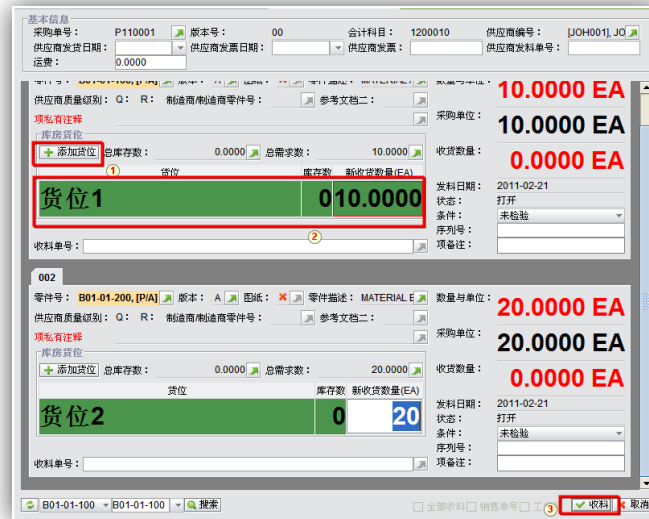 基本信息
采购单号： P110001 版本号： 00 会计科目： 1200010 供应商编号： [JOH001], JO
供应商发货日期： 供应商发票日期： 供应商发票： 供应商发料单号：
运费： 0.0000
零件号： B01-01-100, [P/A] 版本： A 图纸： 零件描述： MATERIAL 数量与单位： 10.0000 EA
供应商质量级别： Q: R: 制造商/制造商零件号： 参考文档二：
项私有注释 采购单位： 10.0000 EA
库房货位
添加货位 总库存数： 0.0000 总需求数： 10.0000 收货数量： 0.0000 EA
①
货位 库存数 新收货数量(EA)
货位1 0 10.0000
②
发料日期： 2011-02-21
状态： 打开
条件： 未检验
序列号：
收料单号： 项备注：
002
零件号： B01-01-200, [P/A] 版本： A 图纸： 零件描述： MATERIAL E 数量与单位： 20.0000 EA
供应商质量级别： Q: R: 制造商/制造商零件号： 参考文档二：
项私有注释 采购单位： 20.0000 EA
库房货位
添加货位 总库存数： 0.0000 总需求数： 20.0000 收货数量： 0.0000 EA
货位 库存数 新收货数量(EA)
货位2 0 20
发料日期： 2011-02-21
状态： 打开
条件： 未检验
序列号：
收料单号： 项备注：
B01-01-100 B01-01-100 搜索 全部收料 销售单号 ③ 收料 取消